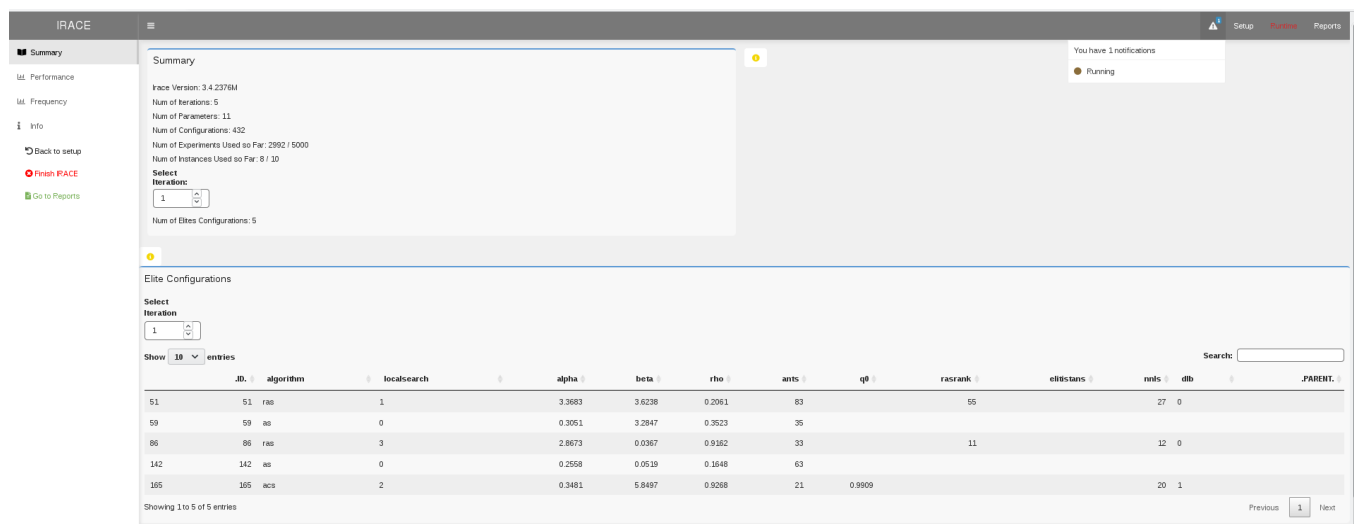 IRACE
Setup Runtime Reports
Summary
Performance
Frequency
Info
Back to setup
Finish IRACE
Go to Reports
You have 1 notifications
Running
Summary
Irace Version: 3.4.2376M
Num of Iterations: 5
Num of Parameters: 11
Num of Configurations: 432
Num of Experiments Used so Far: 2992 / 5000
Num of Instances Used so Far: 8 / 10
Select
Iteration:
1
Num of Elites Configurations: 5
Elite Configurations
Select
Iteration
1
Show 10 entries
Search:
.ID. algorithm localsearch alpha beta rho ants q0 rasrank elitistans nnls dlb .PARENT.
51 51 ras 1 3.3683 3.6238 0.2061 83 55 27 0
59 59 as 0 0.3051 3.2847 0.3523 35
86 86 ras 3 2.8673 0.0367 0.9162 33 11 12 0
142 142 as 0 0.2558 0.0519 0.1648 63
165 165 acs 2 0.3481 5.8497 0.9268 21 0.9909 20 1
Showing 1 to 5 of 5 entries
Previous 1 Next